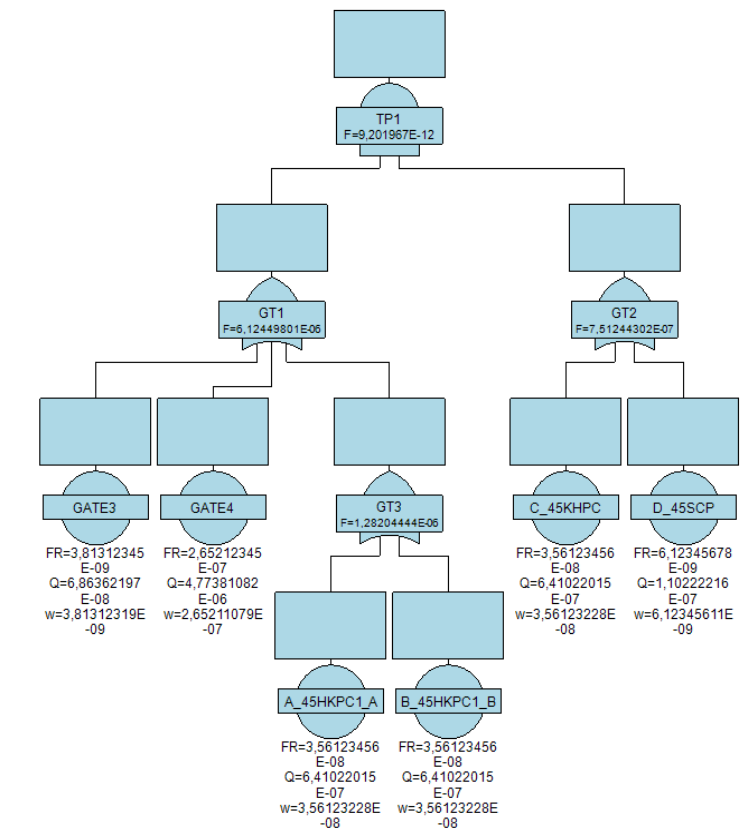 TP1
F=9,201967E-12
GT1
F=6,12449801E-06
GT2
F=7,51244302E-07
GATE3
FR=3,81312345
E-09
Q=6,86362197
E-08
w=3,81312319E
-09
GATE4
FR=2,65212345
E-07
Q=4,77381082
E-06
w=2,65211079E
-07
GT3
F=1,28204444E-06
C_45KHPC
FR=3,56123456
E-08
Q=6,41022015
E-07
w=3,56123228E
-08
D_45SCP
FR=6,12345678
E-09
Q=1,10222216
E-07
w=6,12345611E
-09
A_45HKPC1_A
FR=3,56123456
E-08
Q=6,41022015
E-07
w=3,56123228E
-08
B_45HKPC1_B
FR=3,56123456
E-08
Q=6,41022015
E-07
w=3,56123228E
-08